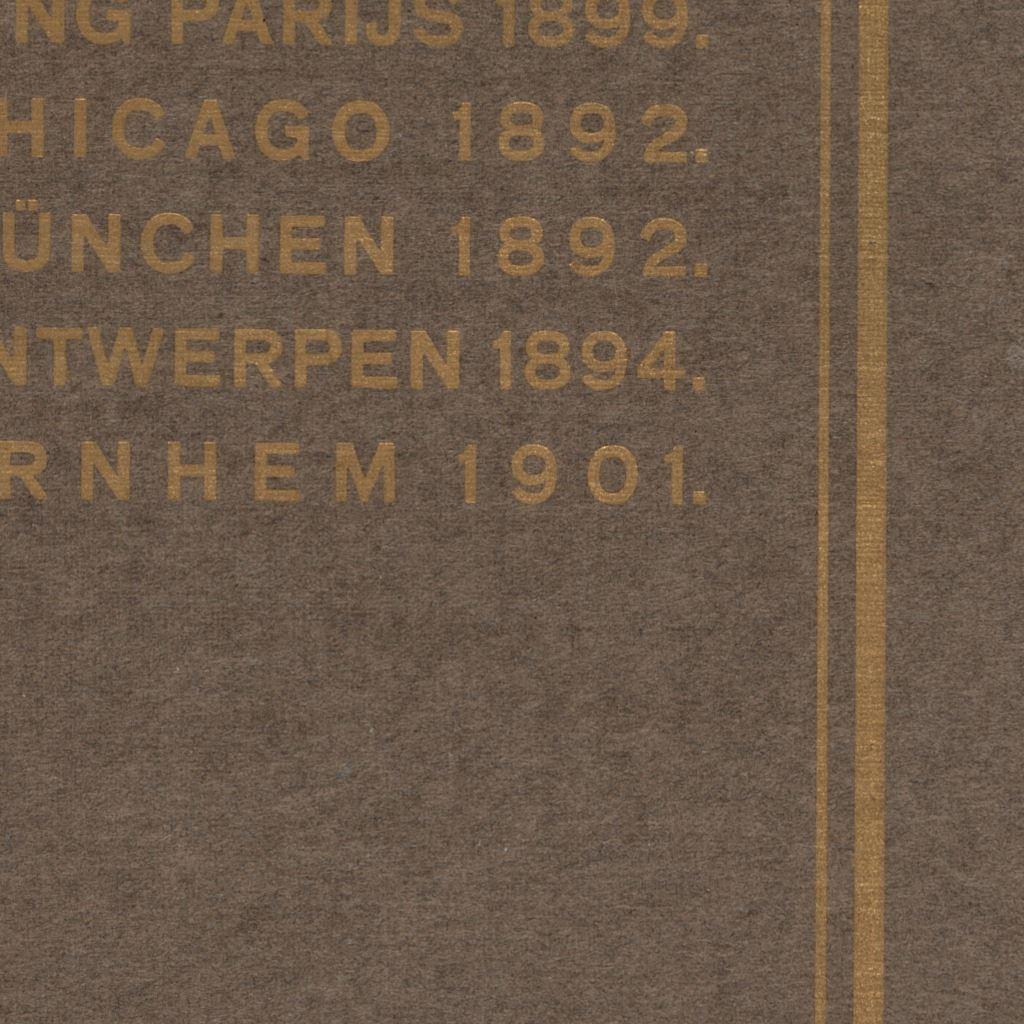 NG PARIJS 1899.
HICAGO 1892.
ÜNCHEN 1892.
NTWERPEN 1894.
RNHEM 1901.